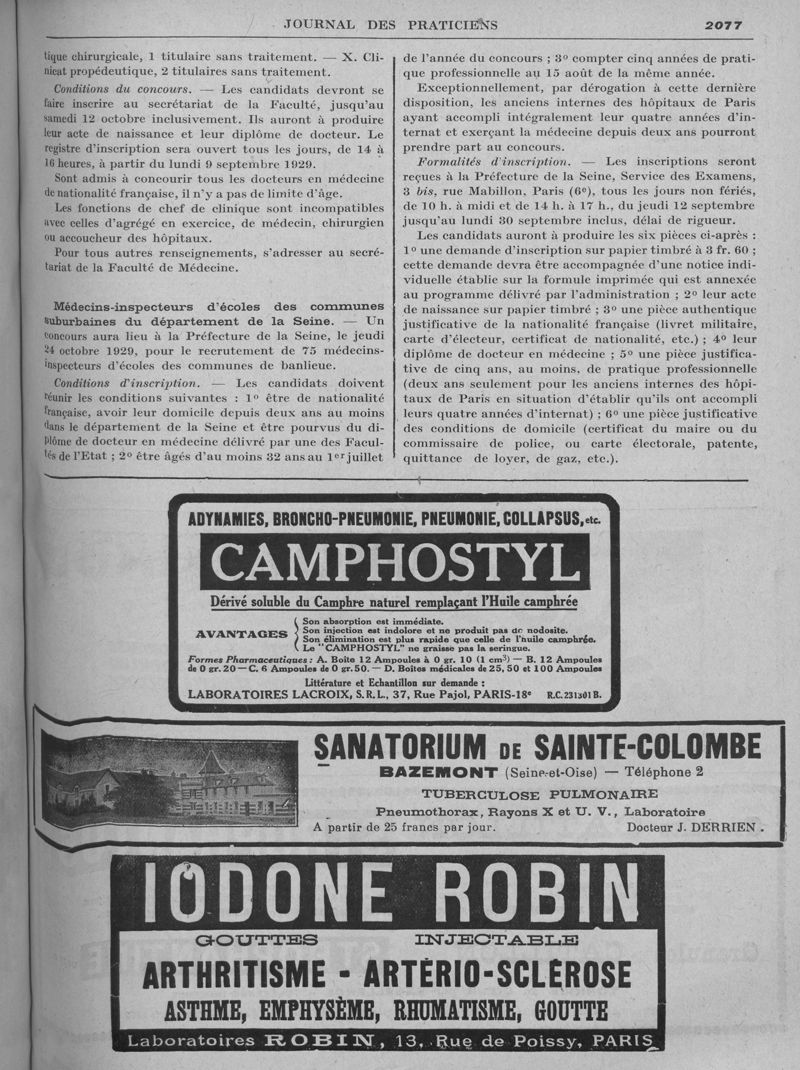 JOURNAL DES PRATICIENS
2077
tique chirurgicale, 1 titulaire sans traitement. — X. Cli-
nicat propédeutique, 2 titulaires sans traitement.
Conditions du concours. — Les candidats devront se
faire inscrire au secrétariat de la Faculté, jusqu'au
samedi 12 octobre inclusivement. Ils auront à produire
leur acte de naissance et leur diplôme de docteur. Le
registre d'inscription sera ouvert tous les jours, de 14 à
16 heures, à partir du lundi 9 septembre 1929.
Sont admis à concourir tous les docteurs en médecine
de nationalité française, il n'y a pas de limite d'âge.
Les fonctions de chef de clinique sont incompatibles
avec celles d'agrégé en exercice, de médecin, chirurgien
ou accoucheur des hôpitaux.
Pour tous autres renseignements, s'adresser au secré-
tariat de la Faculté de Médecine.
Médecins-inspecteurs d'écoles des communes
suburbaines du département de la Seine. — Un
concours aura lieu à la Préfecture de la Seine, le jeudi
24 octobre 1929, pour le recrutement de 75 médecins-
inspecteurs d'écoles des communes de banlieue.
Conditions d'inscription. — Les candidats doivent
réunir les conditions suivantes : 1º être de nationalité
française, avoir leur domicile depuis deux ans au moins
dans le département de la Seine et être pourvus du di-
plôme de docteur en médecine délivré par une des Facul-
tés de l'Etat ; 2º être âgés d'au moins 32 ans au 1er juillet
de l'année du concours ; 3º compter cinq années de prati-
que professionnelle au 15 août de la même année.
Exceptionnellement, par dérogation à cette dernière
disposition, les anciens internes des hôpitaux de Paris
ayant accompli intégralement leur quatre années d'in-
ternat et exerçant la médecine depuis deux ans pourront
prendre part au concours.
Formalités d'inscription. — Les inscriptions seront
reçues à la Préfecture de la Seine, Service des Examens,
3 bis, rue Mabillon, Paris (6e), tous les jours non fériés,
de 10 h. à midi et de 14 h. à 17 h., du jeudi 12 septembre
jusqu'au lundi 30 septembre inclus, délai de rigueur.
Les candidats auront à produire les six pièces ci-après :
1º une demande d'inscription sur papier timbré à 3 fr. 60 ;
cette demande devra être accompagnée d'une notice indi-
viduelle établie sur la formule imprimée qui est annexée
au programme délivré par l'administration ; 2º leur acte
de naissance sur papier timbré ; 3º une pièce authentique
justificative de la nationalité française (livret militaire,
carte d'électeur, certificat de nationalité, etc.) ; 4º leur
diplôme de docteur en médecine ; 5º une pièce justifica-
tive de cinq ans, au moins, de pratique professionnelle
(deux ans seulement pour les anciens internes des hôpi-
taux de Paris en situation d'établir qu'ils ont accompli
leurs quatre années d'internat) ; 6º une pièce justificative
des conditions de domicile (certificat du maire ou du
commissaire de police, ou carte électorale, patente,
quittance de loyer, de gaz, etc.).
ADYNAMIES, BRONCHO-PNEUMONIE, PNEUMONIE, COLLAPSUS, etc.
CAMPHOSTYL
Dérivé soluble du Camphre naturel remplaçant l'Huile camphrée
AVANTAGES
Son absorption est immédiate.
Son injection est indolore et ne produit pas de nodosite.
Son élimination est plus rapide que celle de l'huile camphrée.
Le "CAMPHOSTYL" ne graisse pas la seringue.
Formes Pharmaceutiques : A. Boite 12 Ampoules à 0 gr. 10 (1 cm3) — B. 12 Ampoules
de 0 gr. 20 — C. 6 Ampoules de 0 gr. 50. — D. Boites médicales de 25, 50 et 100 Ampoules
Littérature et Echantillon sur demande :
LABORATOIRES LACROIX, S.R.L., 37, Rue Pajol, PARIS-18e R.C. 231301 B.
SANATORIUM DE SAINTE-COLOMBE
BAZEMONT (Seine-et-Oise) — Téléphone 2
TUBERCULOSE PULMONAIRE
Pneumothorax, Rayons X et U. V., Laboratoire
A partir de 25 francs par jour. Docteur J. DERRIEN.
IODONE ROBIN
GOUTTES INJECTABLE
ARTHRITISME - ARTÉRIO-SCLÉROSE
ASTHME, EMPHYSÈME, RHUMATISME, GOUTTE
Laboratoires ROBIN, 13, Rue de Poissy, PARIS